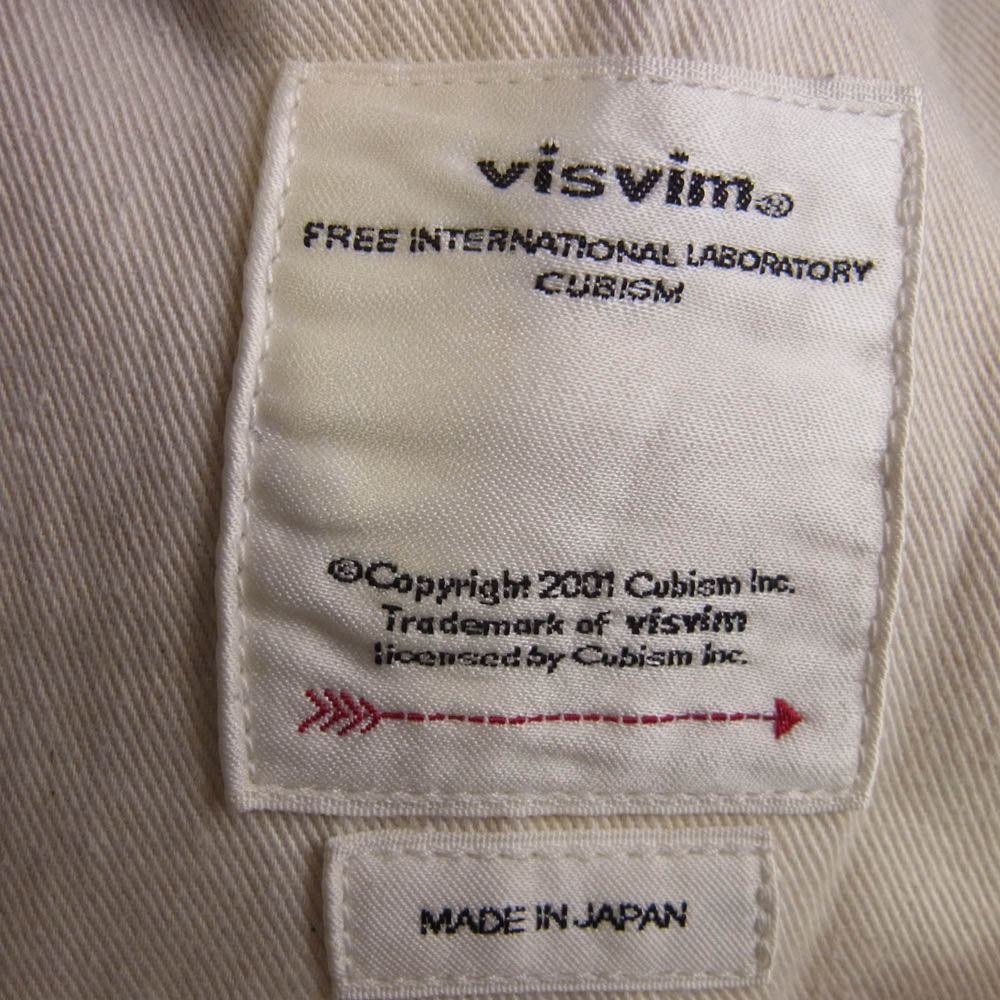 visvim®
FREE INTERNATIONAL LABORATORY
CUBISM
©Copyright 2001 Cubism Inc.
Trademark of visvim
licensed by Cubism Inc.
MADE IN JAPAN